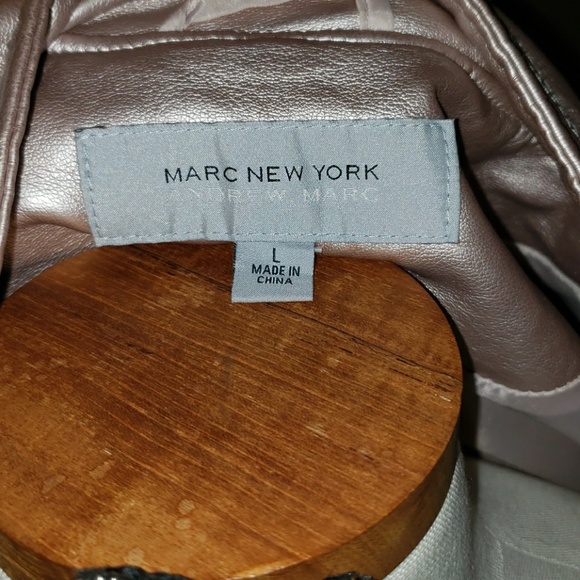 MARC NEW YORK
ANDREW MARC
L
MADE IN
CHINA